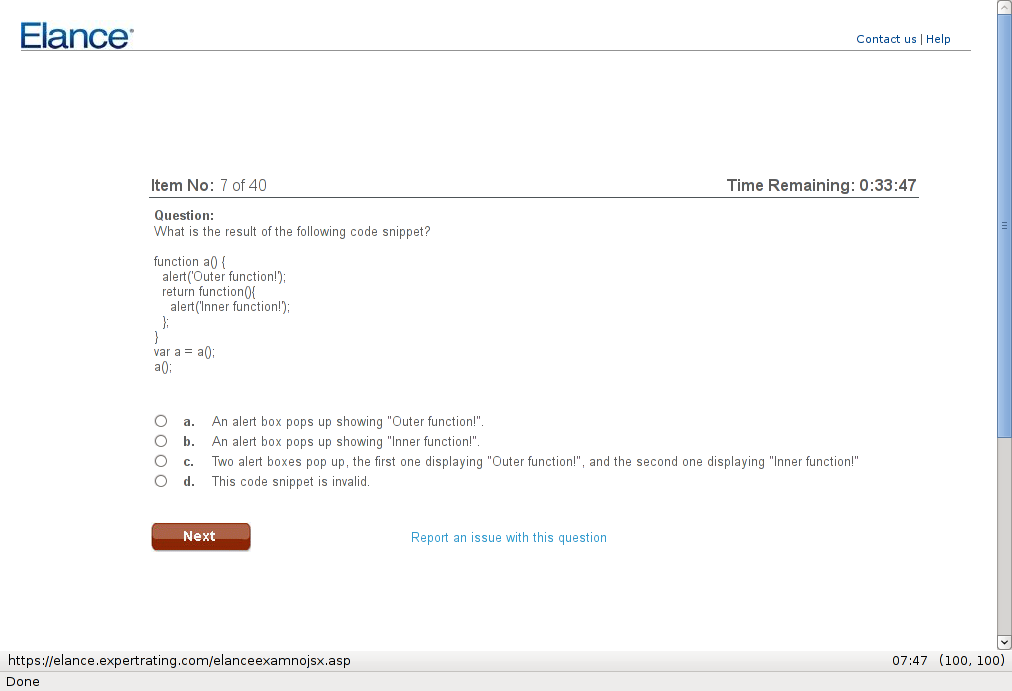 Elance
Contact us | Help
Item No: 7 of 40
Time Remaining: 0:33:47
Question:
What is the result of the following code snippet?
function a() {
alert('Outer function!');
return function(){
alert('Inner function!');
};
}
var a = a();
a();
a. An alert box pops up showing "Outer function!".
b. An alert box pops up showing "Inner function!".
c. Two alert boxes pop up, the first one displaying "Outer function!", and the second one displaying "Inner function!"
d. This code snippet is invalid.
Next
Report an issue with this question
https://elance.expertrating.com/elanceexamnojsx.asp
07:47 (100, 100)
Done